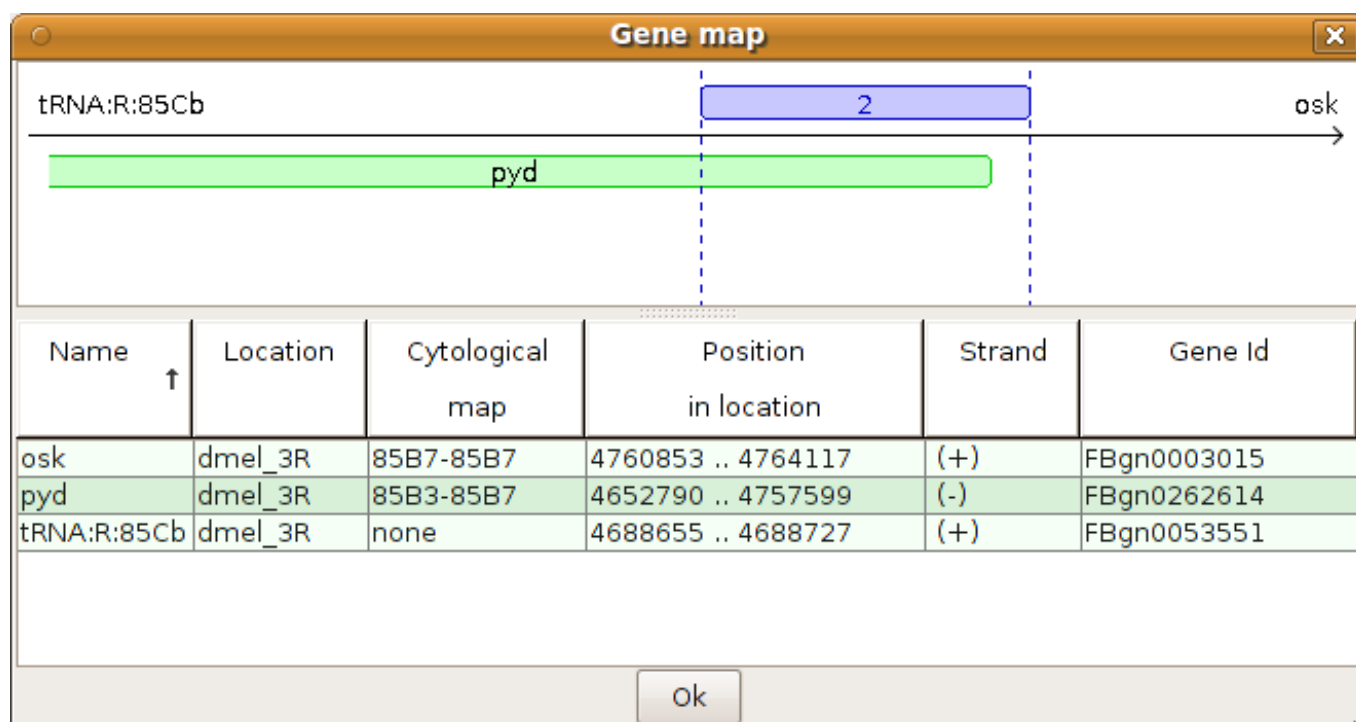 Gene map
tRNA:R:85Cb 2 osk
pyd
Name ↑ Location Cytological map Position in location Strand Gene Id
osk dmel_3R 85B7-85B7 4760853 .. 4764117 (+) FBgn0003015
pyd dmel_3R 85B3-85B7 4652790 .. 4757599 (-) FBgn0262614
tRNA:R:85Cb dmel_3R none 4688655 .. 4688727 (+) FBgn0053551
Ok